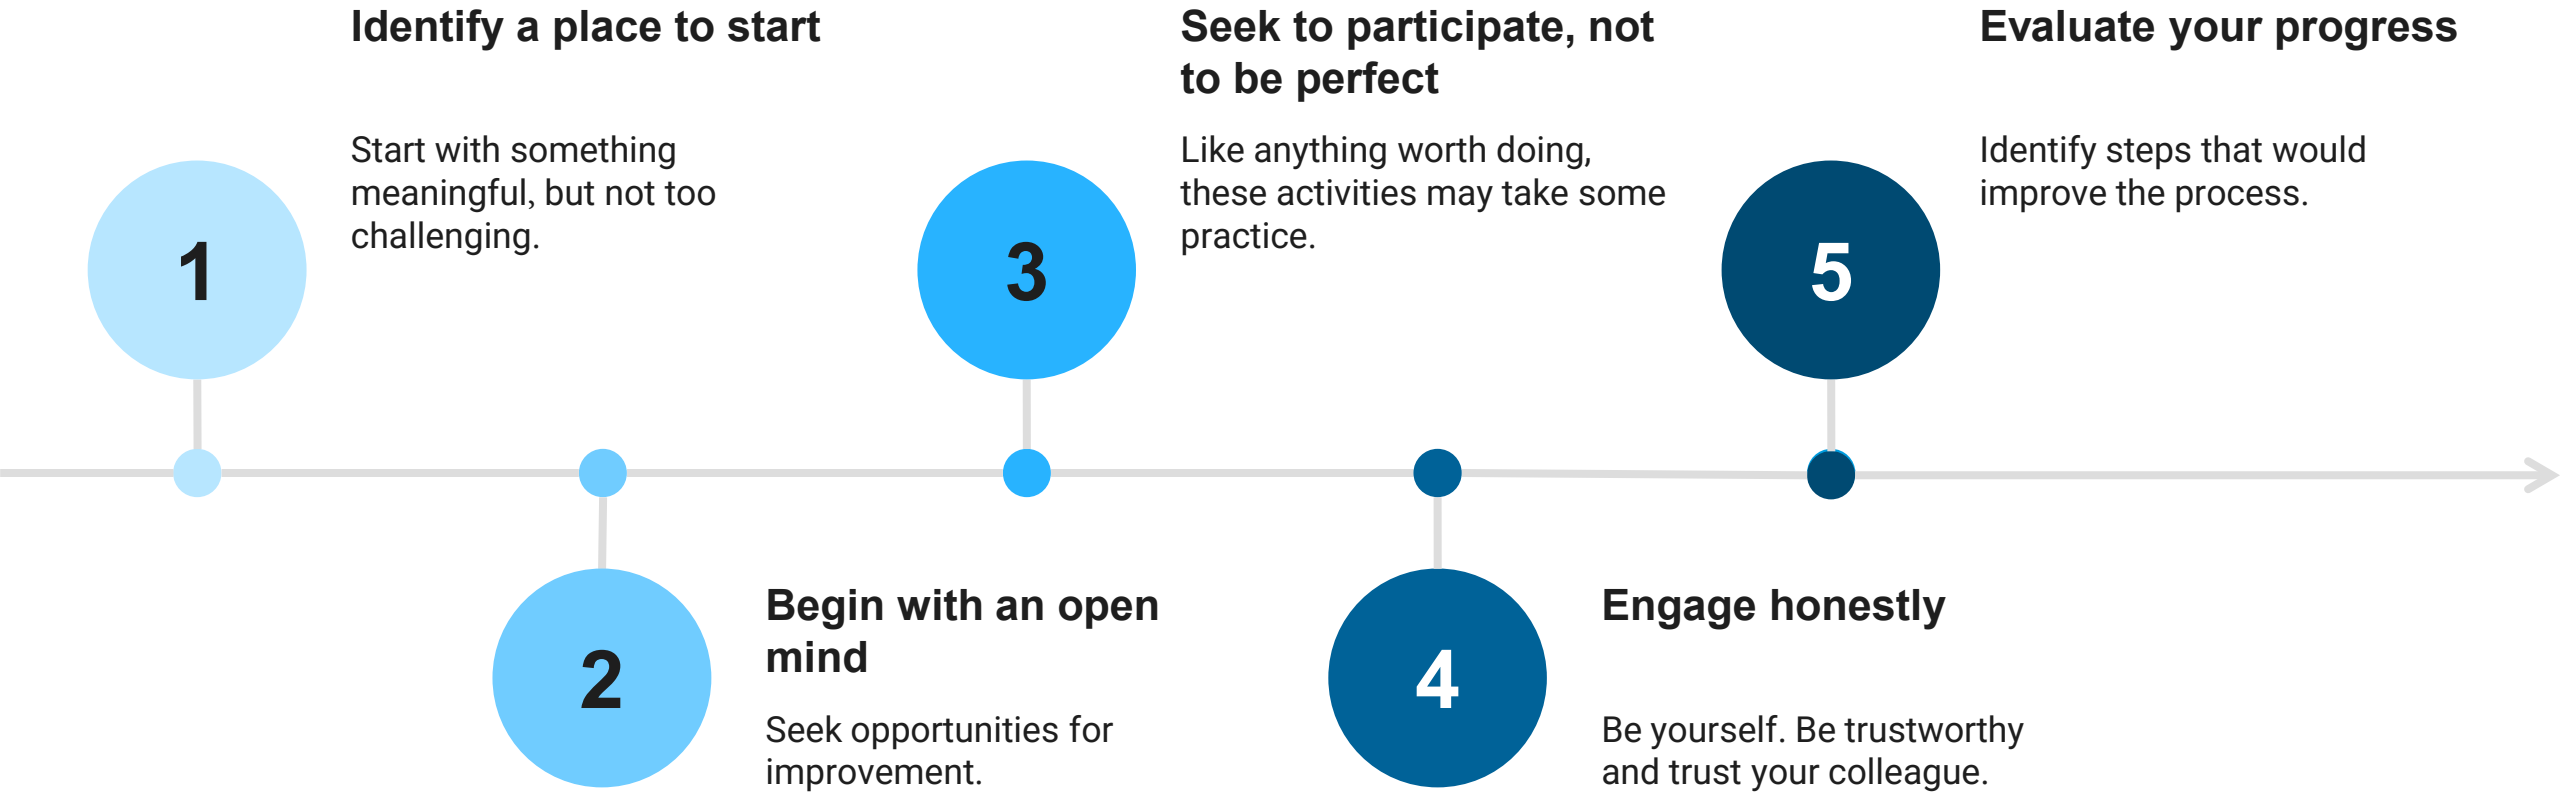 1
Identify a place to start
Start with something
meaningful, but not too
challenging.
2
Begin with an open
mind
Seek opportunities for
improvement.
3
Seek to participate, not
to be perfect
Like anything worth doing,
these activities may take some
practice.
4
Engage honestly
Be yourself. Be trustworthy
and trust your colleague.
5
Evaluate your progress
Identify steps that would
improve the process.